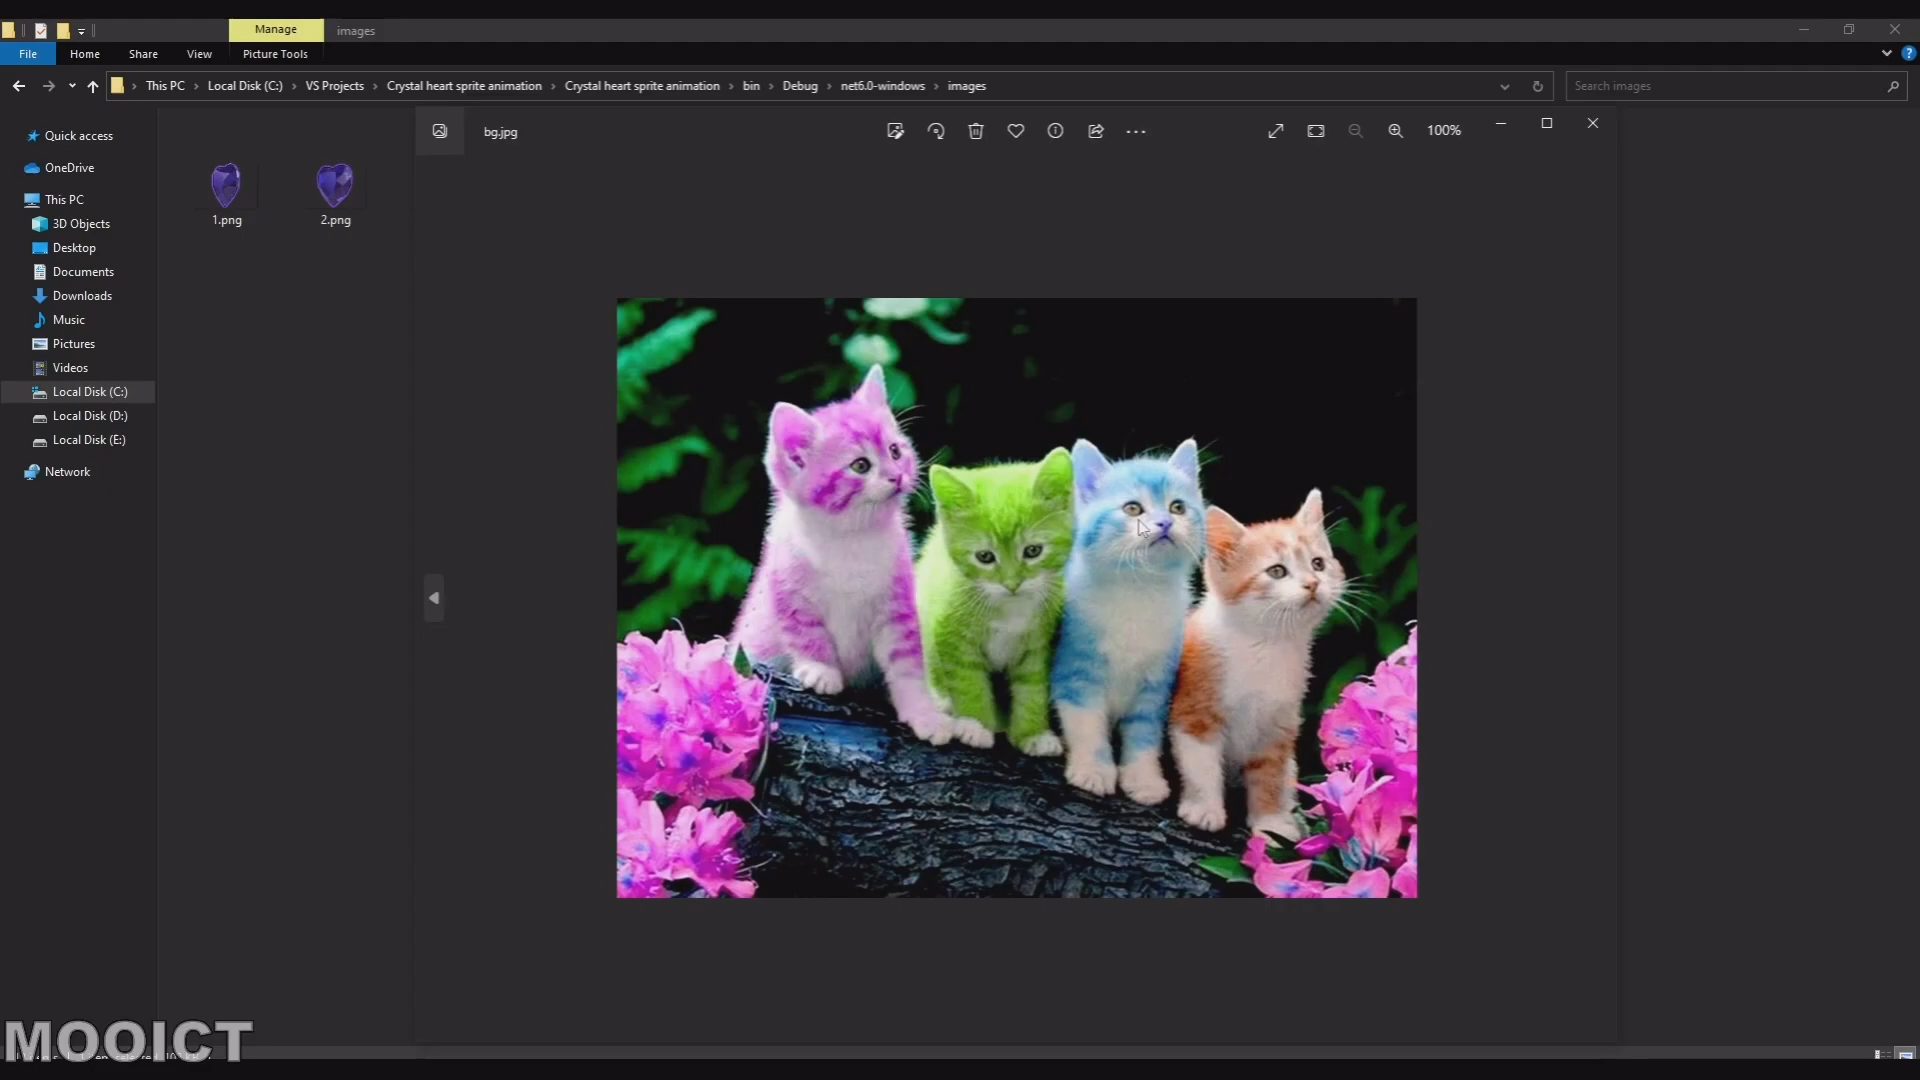 Manage
images
File
Home
Share
View
Picture Tools
This PC
Local Disk (C:)
VS Projects
Crystal heart sprite animation
Crystal heart sprite animation
bin
Debug
net6.0-windows
images
Search images
bg.jpg
100%
Quick access
OneDrive
This PC
3D Objects
Desktop
Documents
Downloads
Music
Pictures
Videos
Local Disk (C:)
Local Disk (D:)
Local Disk (E:)
Network
1.png
2.png
MOOICT